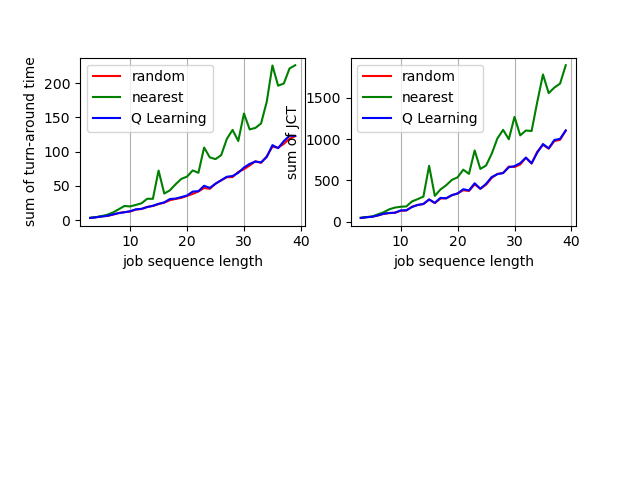 sum of turn-around time
200
150
100
50
0
random
nearest
Q Learning
10
20
30
40
job sequence length
sum of JCT
1500
1000
500
0
random
nearest
Q Learning
10
20
30
40
job sequence length